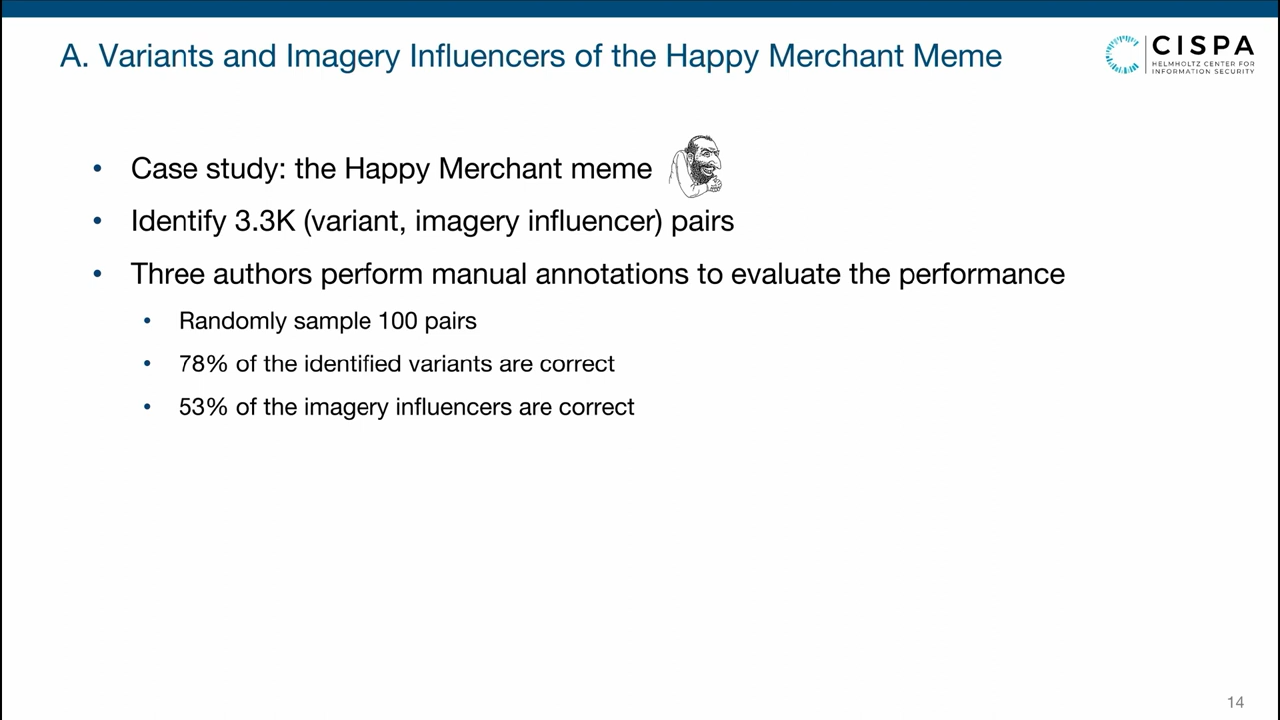 A. Variants and Imagery Influencers of the Happy Merchant Meme
CISPA
HELMHOLTZ CENTER FOR
INFORMATION SECURITY
• Case study: the Happy Merchant meme
• Identify 3.3K (variant, imagery influencer) pairs
• Three authors perform manual annotations to evaluate the performance
• Randomly sample 100 pairs
• 78% of the identified variants are correct
• 53% of the imagery influencers are correct
14